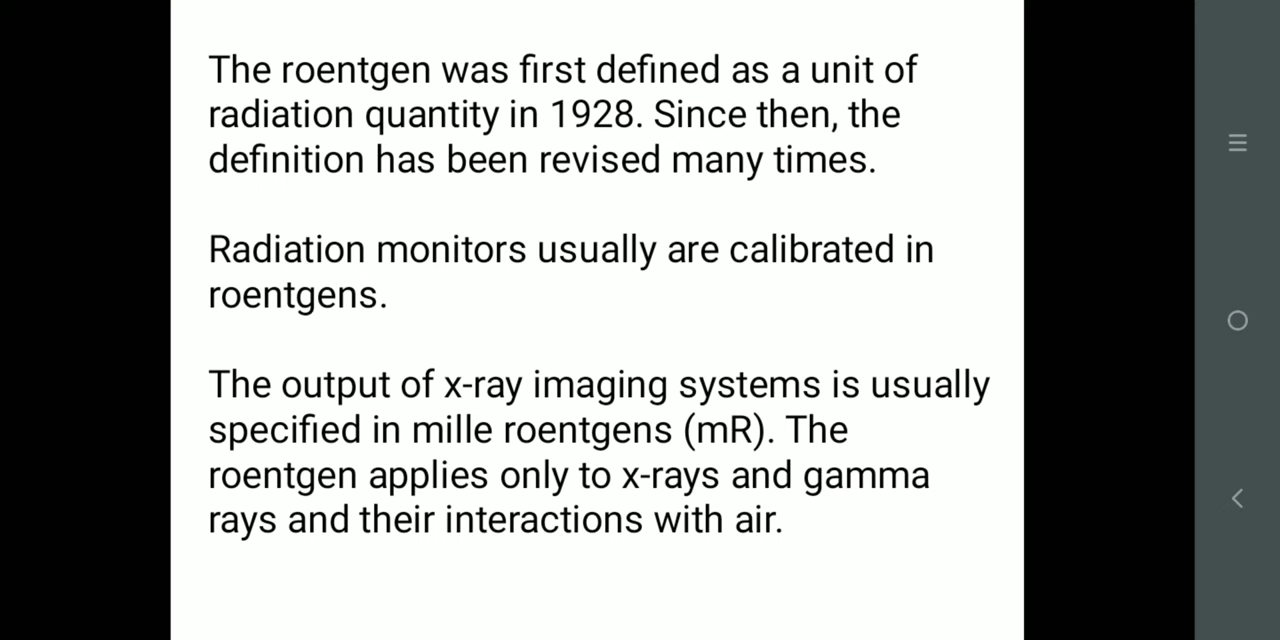 The roentgen was first defined as a unit of
radiation quantity in 1928. Since then, the
definition has been revised many times.
Radiation monitors usually are calibrated in
roentgens.
The output of x-ray imaging systems is usually
specified in mille roentgens (mR). The
roentgen applies only to x-rays and gamma
rays and their interactions with air.